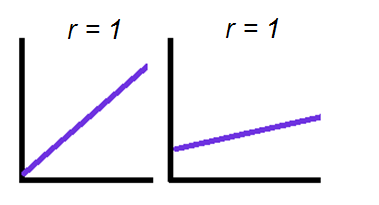 r = 1
r = 1